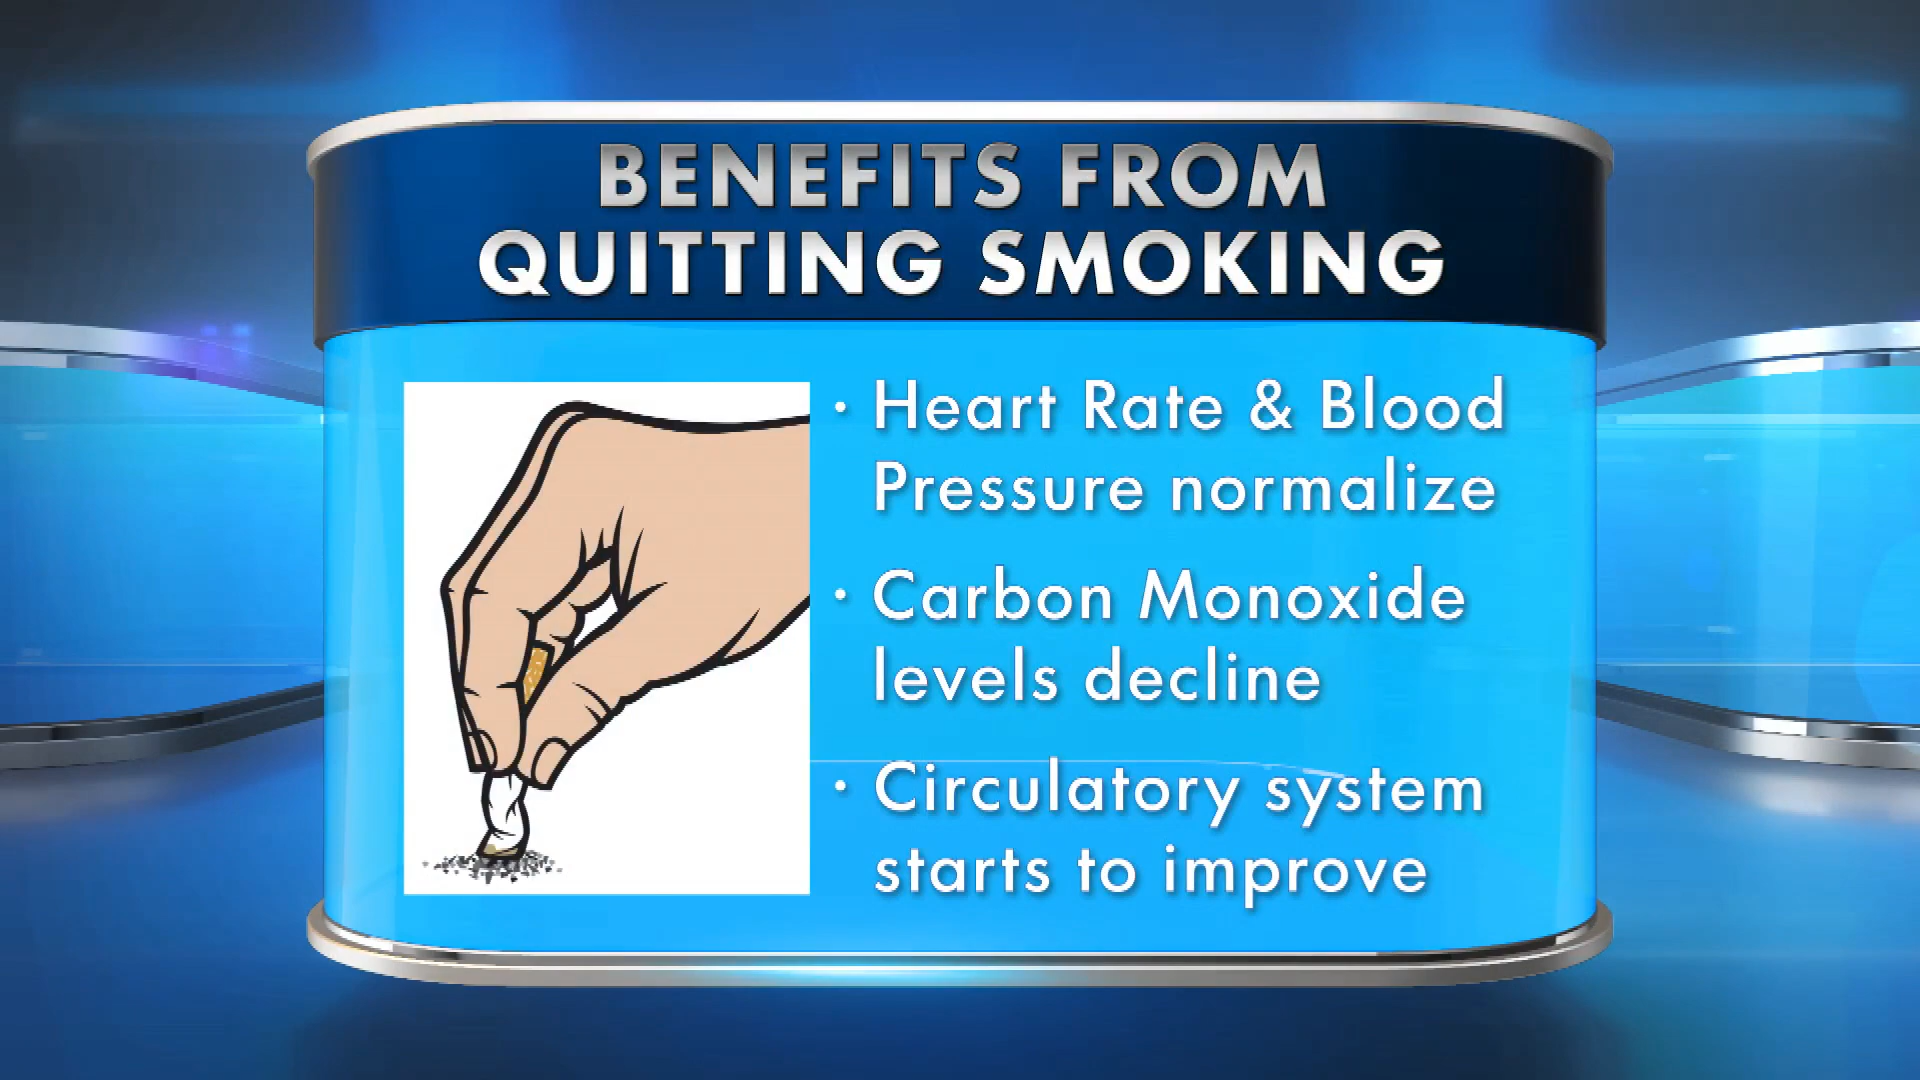 BENEFITS FROM
QUITTING SMOKING
· Heart Rate & Blood
Pressure normalize
· Carbon Monoxide
levels decline
· Circulatory system
starts to improve